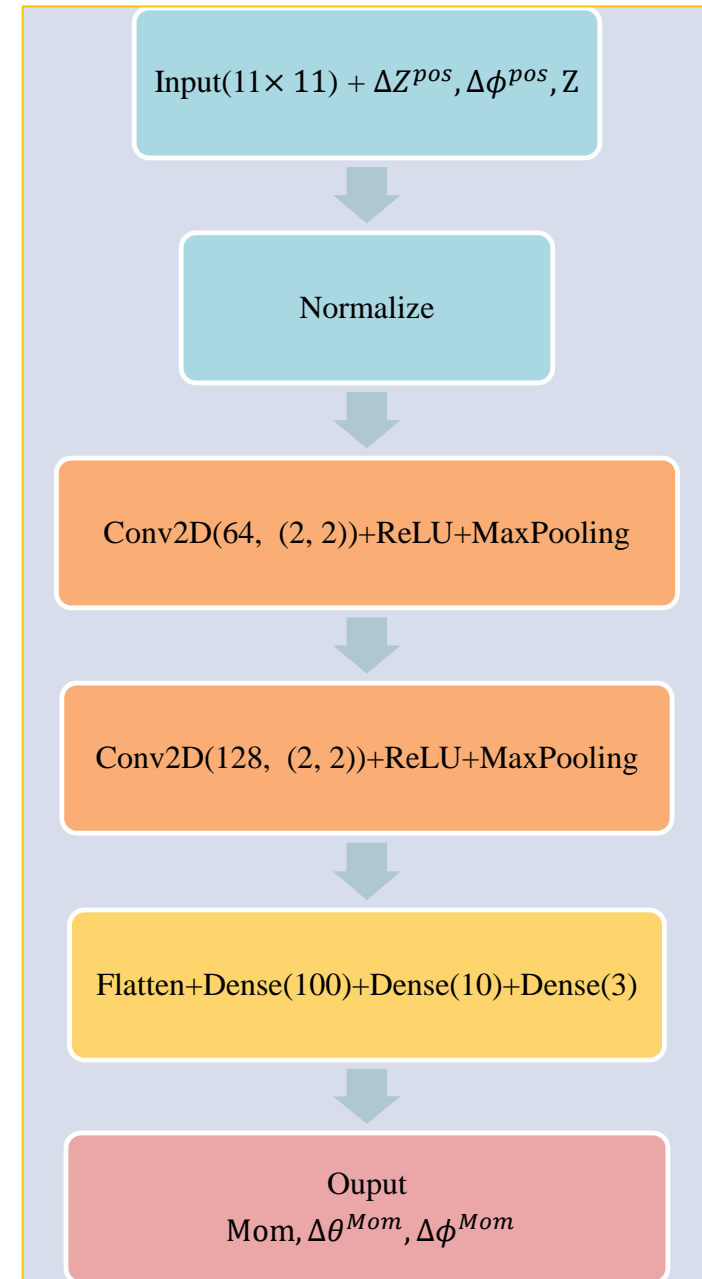 Input(11× 11) + Δ𝑍^{𝑝𝑜𝑠}, Δ𝜙^{𝑝𝑜𝑠}, Z
Normalize
Conv2D(64, (2, 2))+ReLU+MaxPooling
Conv2D(128, (2, 2))+ReLU+MaxPooling
Flatten+Dense(100)+Dense(10)+Dense(3)
Ouput
Mom, Δ𝜃^{𝑀𝑜𝑚}, Δ𝜙^{𝑀𝑜𝑚}